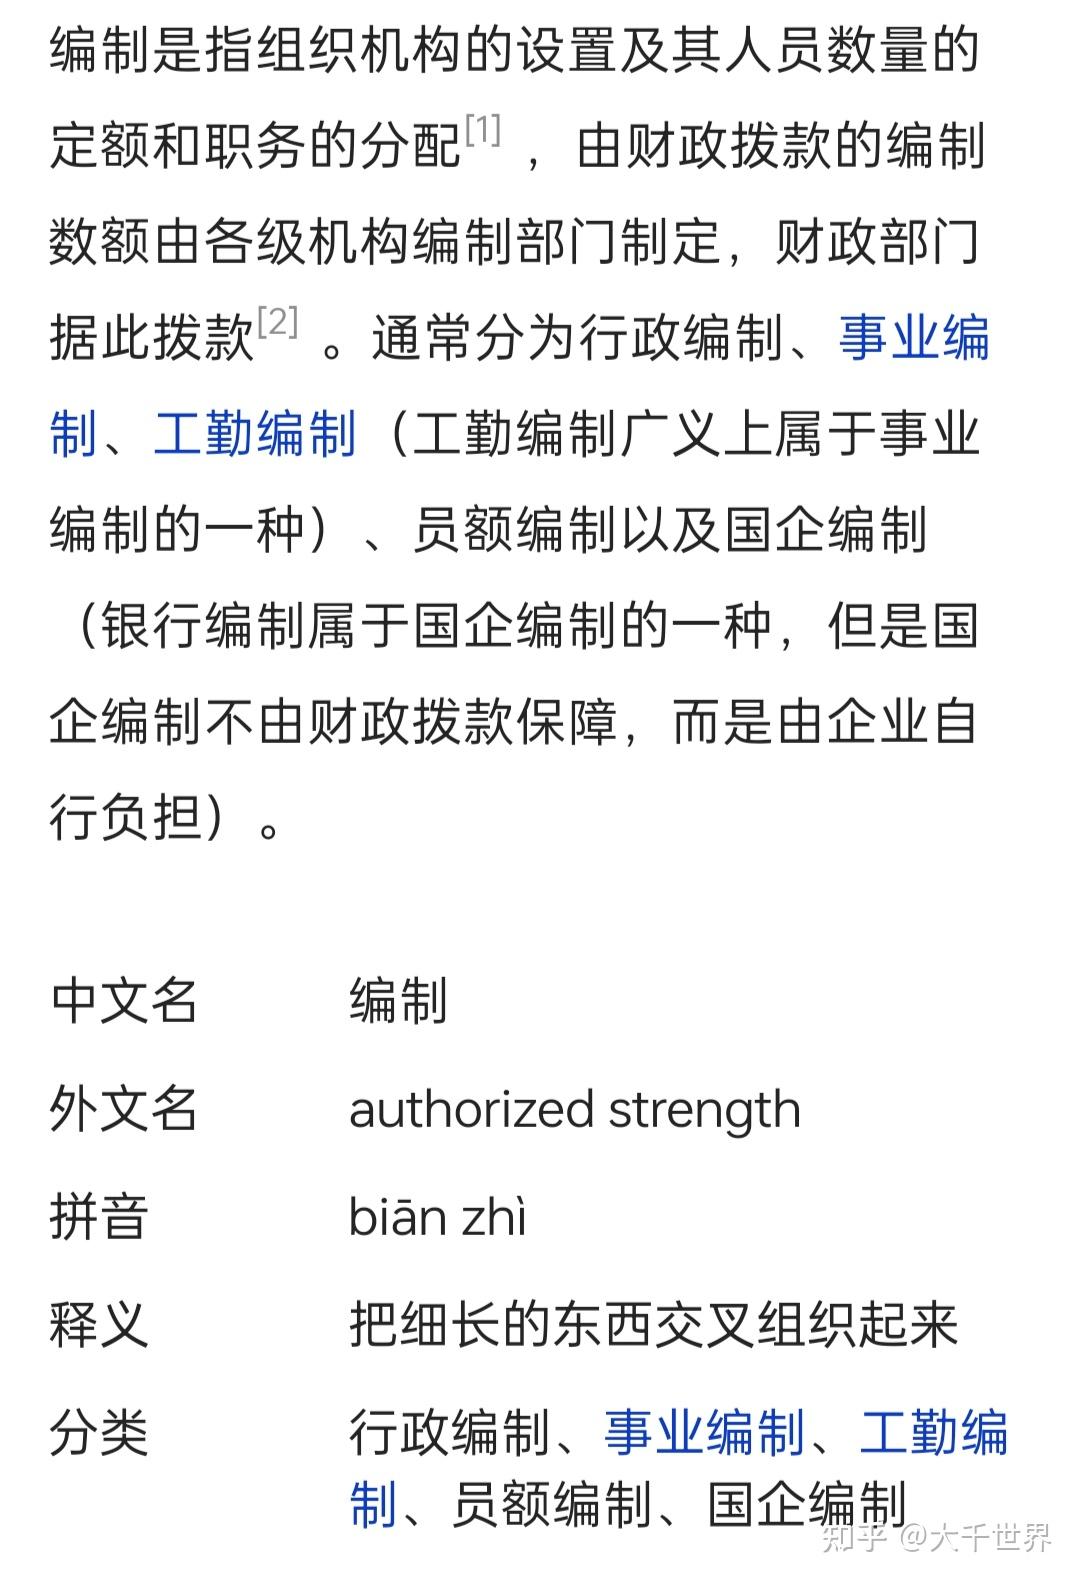 编制是指组织机构的设置及其人员数量的
定额和职务的分配[1] ，由财政拨款的编制
数额由各级机构编制部门制定，财政部门
据此拨款[2] 。通常分为行政编制、事业编
制、工勤编制（工勤编制广义上属于事业
编制的一种）、员额编制以及国企编制
（银行编制属于国企编制的一种，但是国
企编制不由财政拨款保障，而是由企业自
行负担）。
中文名 编制
外文名 authorized strength
拼音 biān zhì
释义 把细长的东西交叉组织起来
分类 行政编制、事业编制、工勤编
制、员额编制、国企编制
知乎 @大千世界